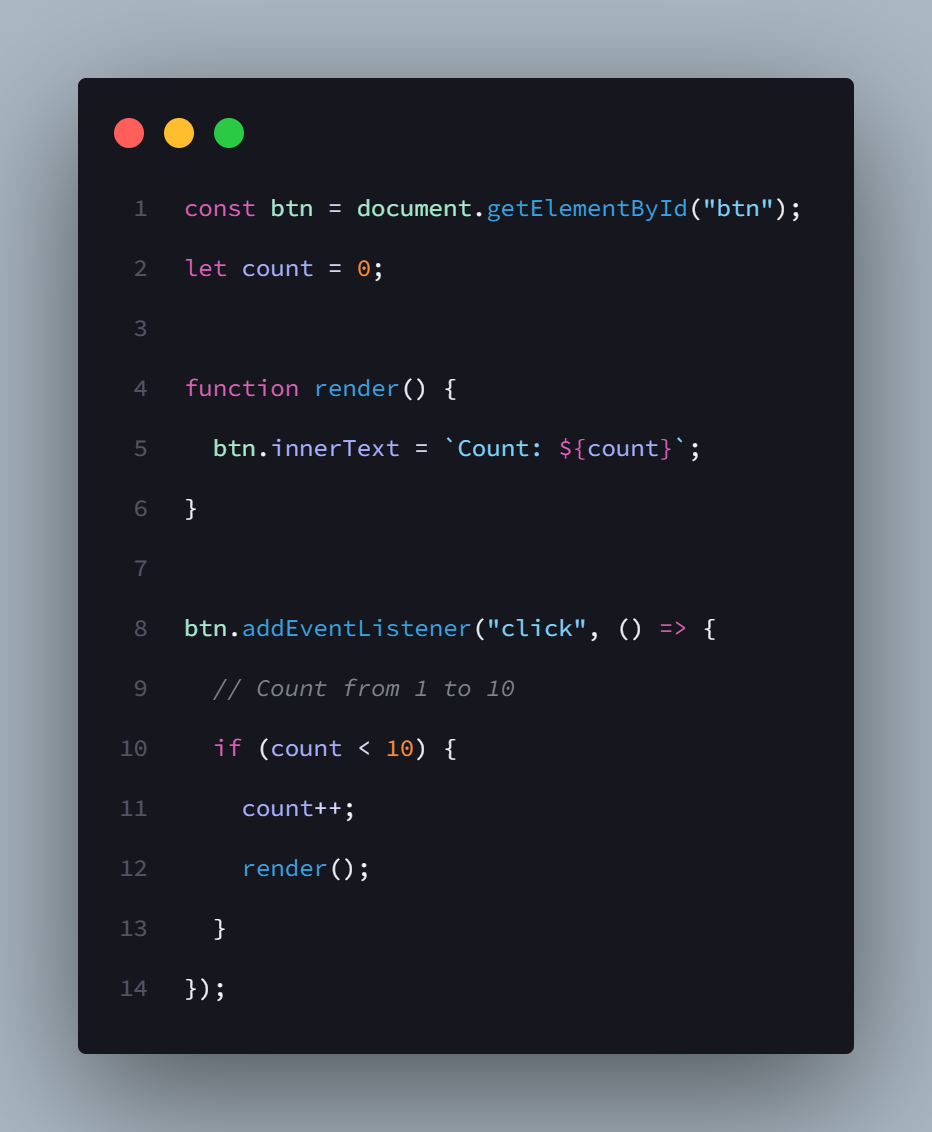 1 const btn = document.getElementById("btn");
2 let count = 0;
3
4 function render() {
5   btn.innerText = `Count: ${count}`;
6 }
7
8 btn.addEventListener("click", () => {
9   // Count from 1 to 10
10   if (count < 10) {
11     count++;
12     render();
13   }
14 });